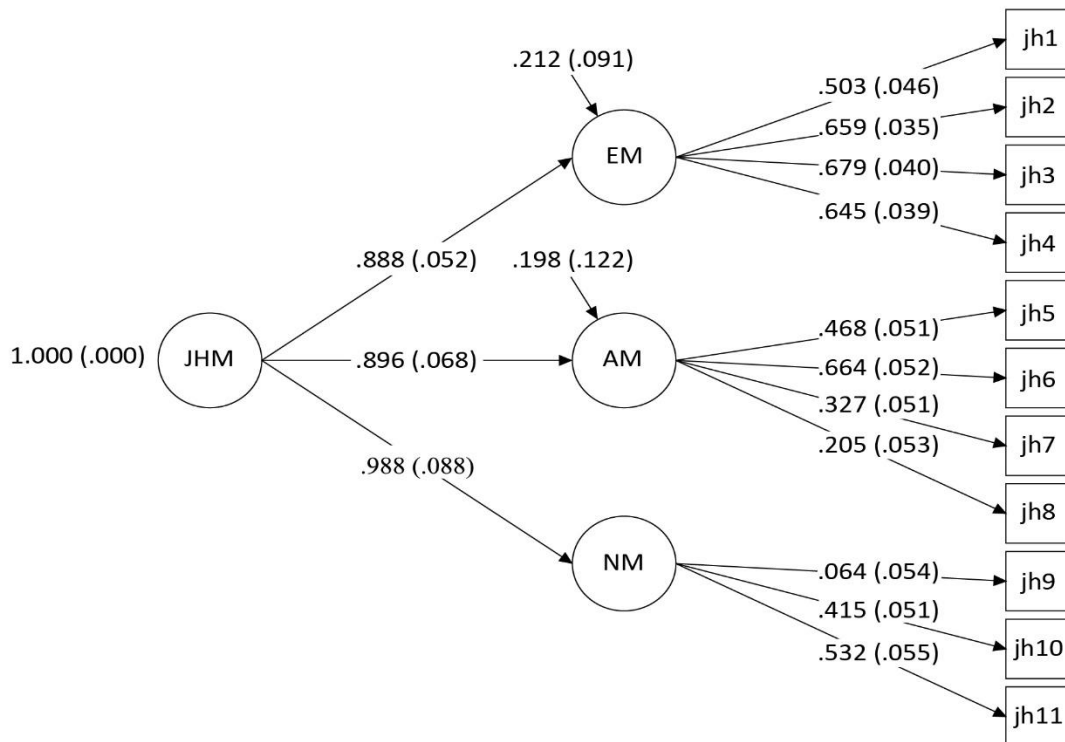 jh1
.212 (.091)
.503 (.046)
jh2
.659 (.035)
EM
.679 (.040)
jh3
.645 (.039)
jh4
.888 (.052)
.198 (.122)
jh5
.468 (.051)
1.000 (.000)
JHM
.896 (.068)
AM
.664 (.052)
jh6
.327 (.051)
.205 (.053)
jh7
.988 (.088)
jh8
NM
.064 (.054)
jh9
.415 (.051)
jh10
.532 (.055)
jh11